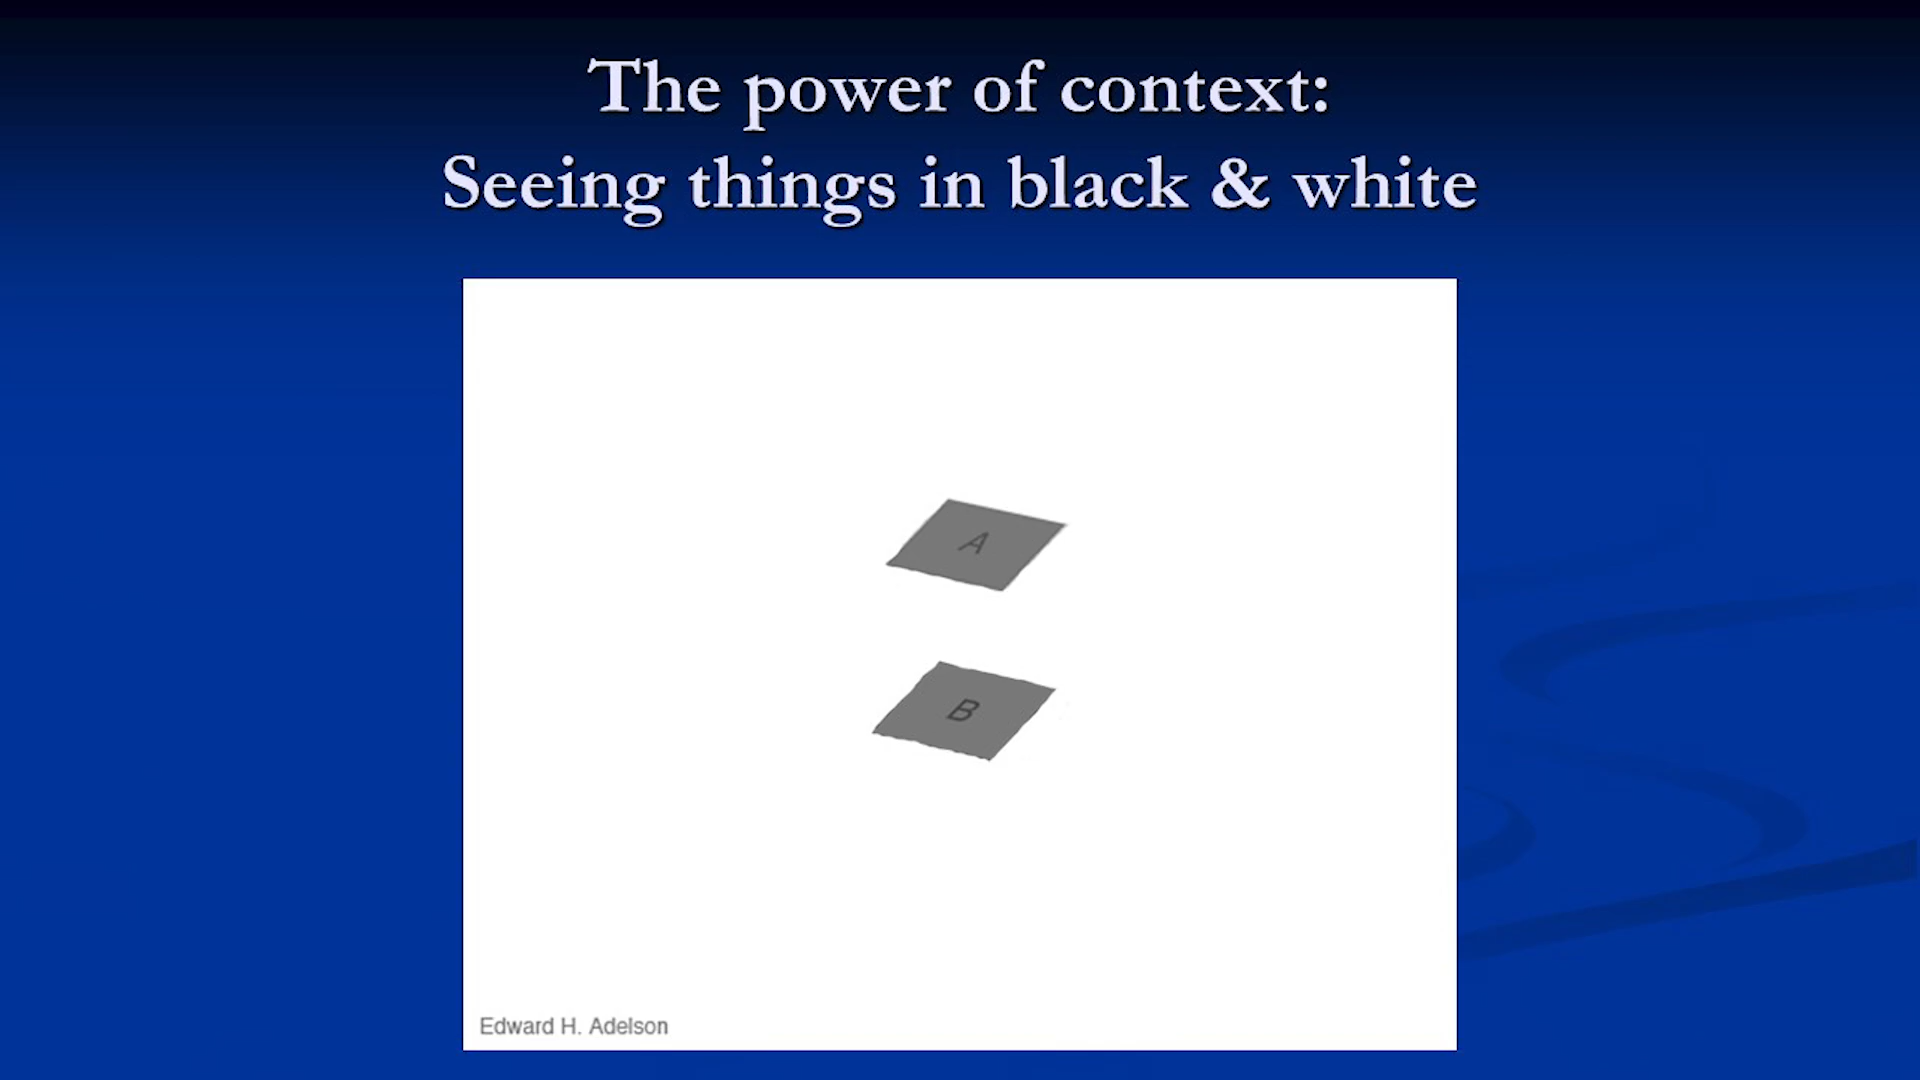 The power of context:
Seeing things in black & white
A
B
Edward H. Adelson